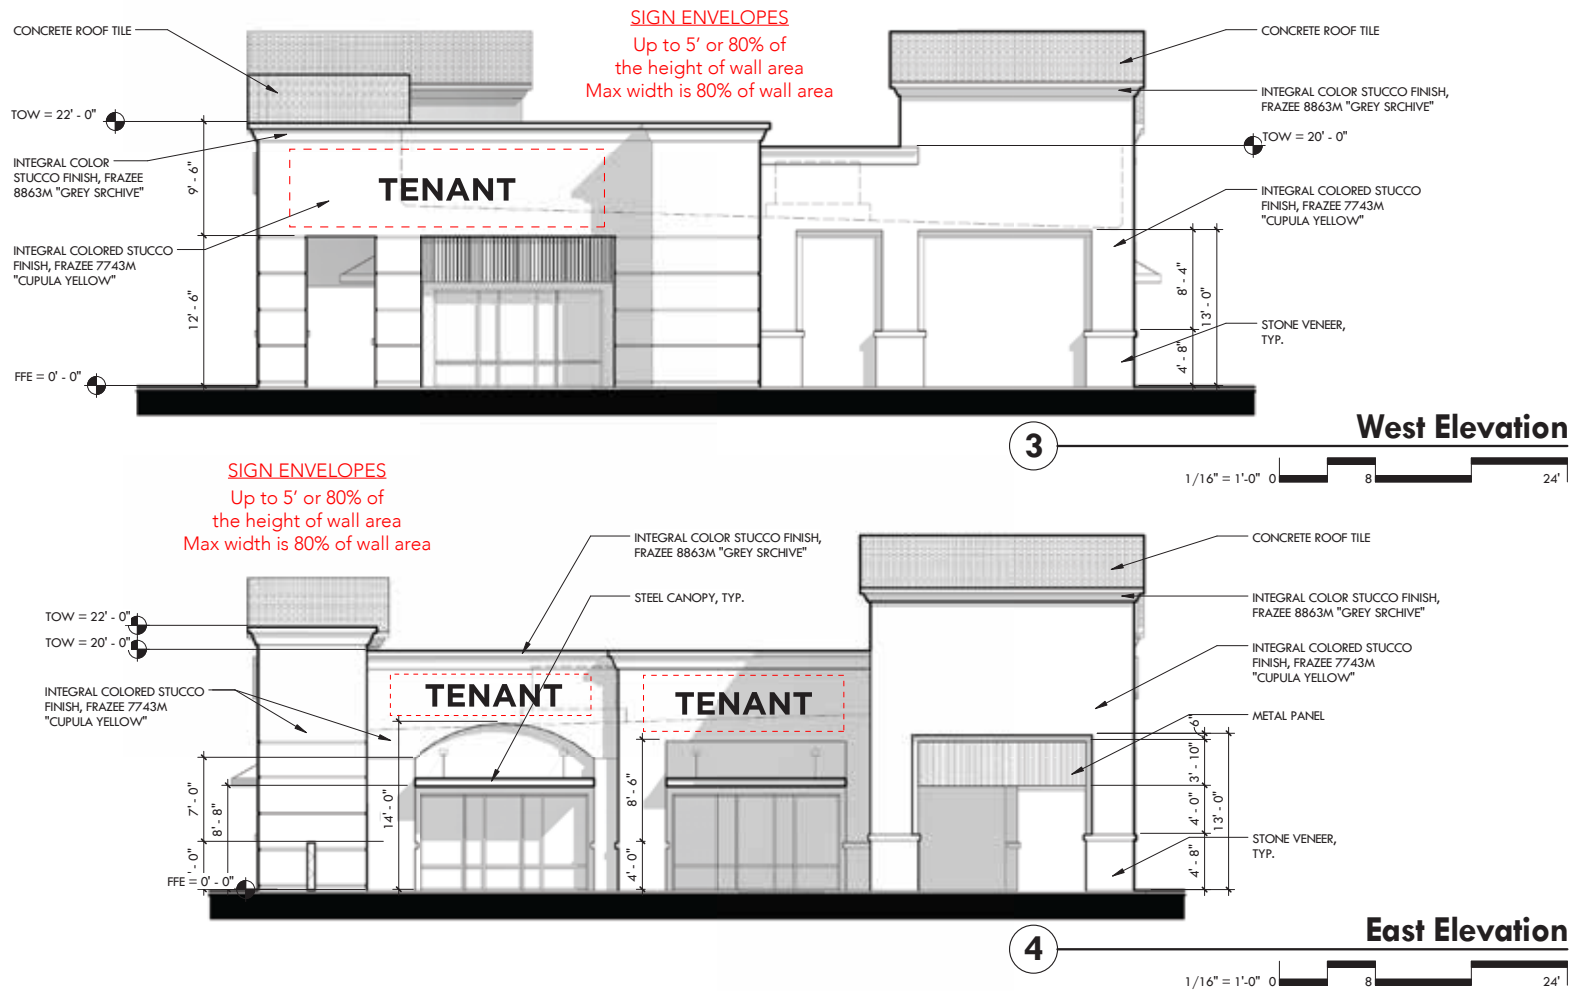 SIGN ENVELOPES
Up to 5' or 80% of
the height of wall area
Max width is 80% of wall area
CONCRETE ROOF TILE
TOW = 22' - 0"
INTEGRAL COLOR
STUCCO FINISH, FRAZEE
8863M "GREY SRCHIVE"
INTEGRAL COLORED STUCCO
FINISH, FRAZEE 7743M
"CUPULA YELLOW"
FFE = 0' - 0"
9' - 6"
12' - 6"
TENANT
CONCRETE ROOF TILE
INTEGRAL COLOR STUCCO FINISH,
FRAZEE 8863M "GREY SRCHIVE"
TOW = 20' - 0"
INTEGRAL COLORED STUCCO
FINISH, FRAZEE 7743M
"CUPULA YELLOW"
8' - 4"
13' - 0"
4' - 8"
STONE VENEER,
TYP.
3
West Elevation
1/16" = 1'-0" 0 8 24'
SIGN ENVELOPES
Up to 5' or 80% of
the height of wall area
Max width is 80% of wall area
INTEGRAL COLOR STUCCO FINISH,
FRAZEE 8863M "GREY SRCHIVE"
STEEL CANOPY, TYP.
TOW = 22' - 0"
TOW = 20' - 0"
INTEGRAL COLORED STUCCO
FINISH, FRAZEE 7743M
"CUPULA YELLOW"
7' - 0"
8' - 8"
' - 0"
FFE = 0' - 0"
14' - 0"
TENANT
TENANT
8' - 6"
4' - 0"
CONCRETE ROOF TILE
INTEGRAL COLOR STUCCO FINISH,
FRAZEE 8863M "GREY SRCHIVE"
INTEGRAL COLORED STUCCO
FINISH, FRAZEE 7743M
"CUPULA YELLOW"
METAL PANEL
3' - 10"
4' - 0"
13' - 0"
4' - 8"
STONE VENEER,
TYP.
4
East Elevation
1/16" = 1'-0" 0 8 24'